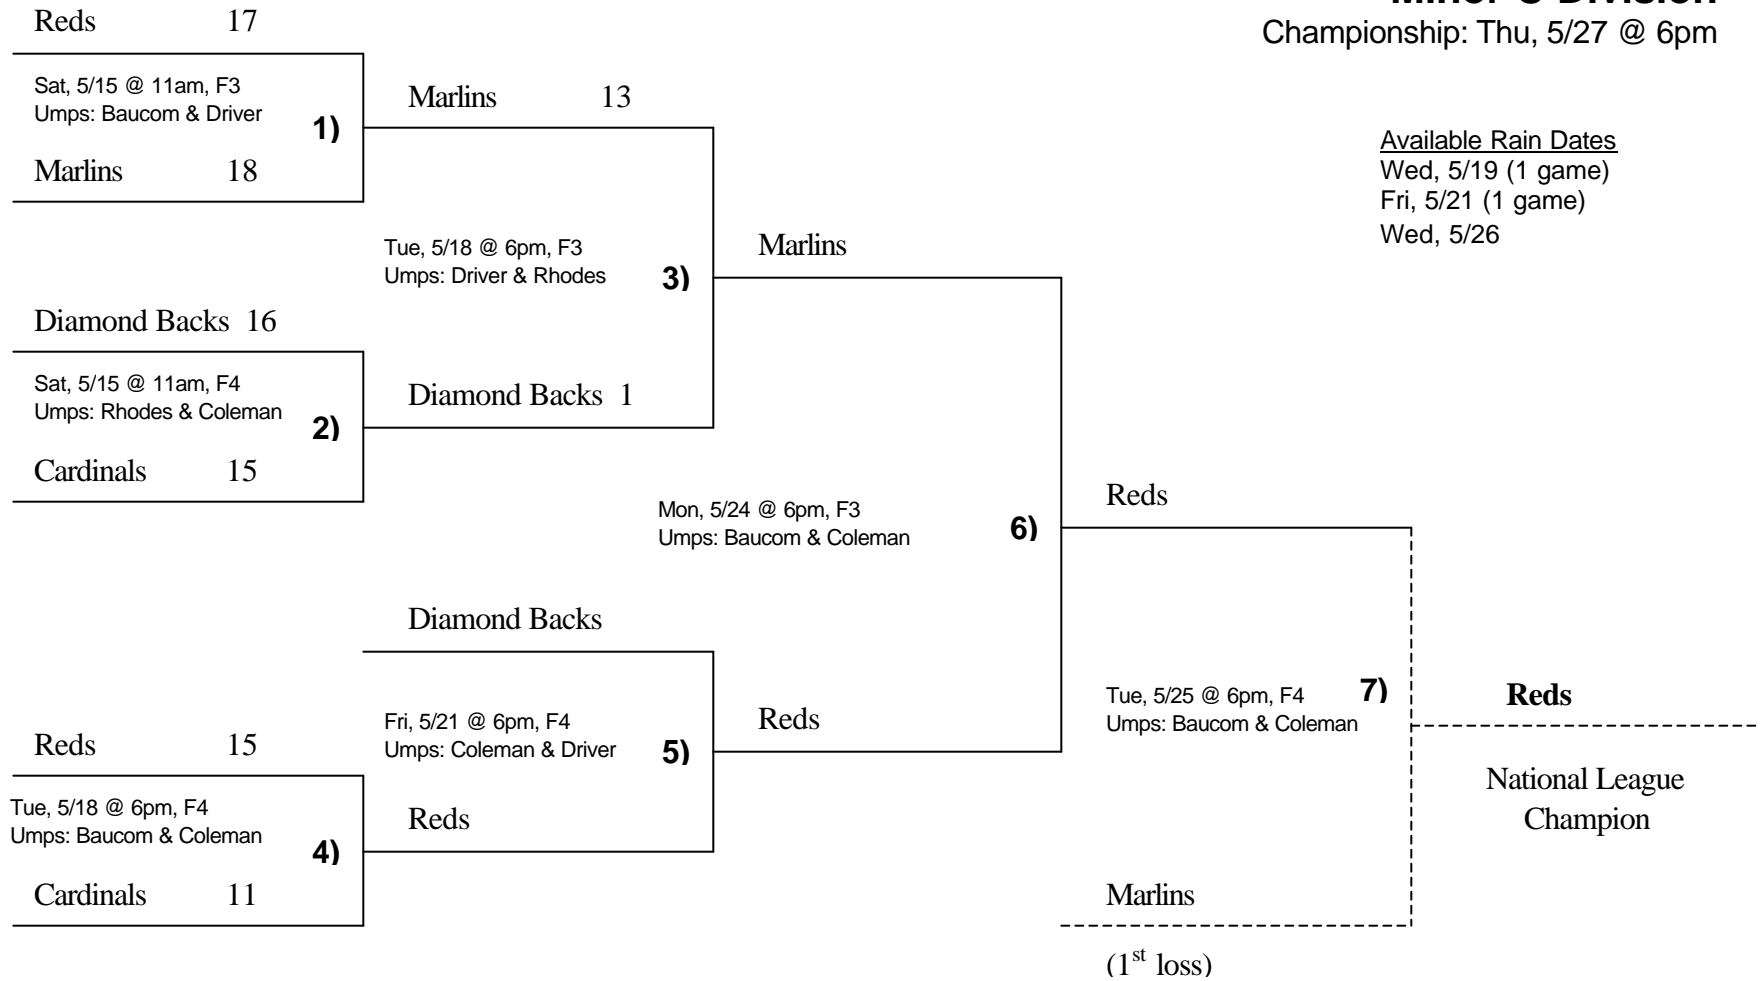 Minor C Division
Championship: Thu, 5/27 @ 6pm
Available Rain Dates
Wed, 5/19 (1 game)
Fri, 5/21 (1 game)
Wed, 5/26
Reds 17
Sat, 5/15 @ 11am, F3
Umps: Baucom & Driver
1)
Marlins 18
Diamond Backs 16
Sat, 5/15 @ 11am, F4
Umps: Rhodes & Coleman
2)
Cardinals 15
Marlins 13
Tue, 5/18 @ 6pm, F3
Umps: Driver & Rhodes
3)
Diamond Backs 1
Reds 15
Tue, 5/18 @ 6pm, F4
Umps: Baucom & Coleman
4)
Cardinals 11
Diamond Backs
Fri, 5/21 @ 6pm, F4
Umps: Coleman & Driver
5)
Reds
Marlins
Mon, 5/24 @ 6pm, F3
Umps: Baucom & Coleman
6)
Reds
Reds
Tue, 5/25 @ 6pm, F4
Umps: Baucom & Coleman
7)
Marlins
(1st loss)
Reds
National League
Champion